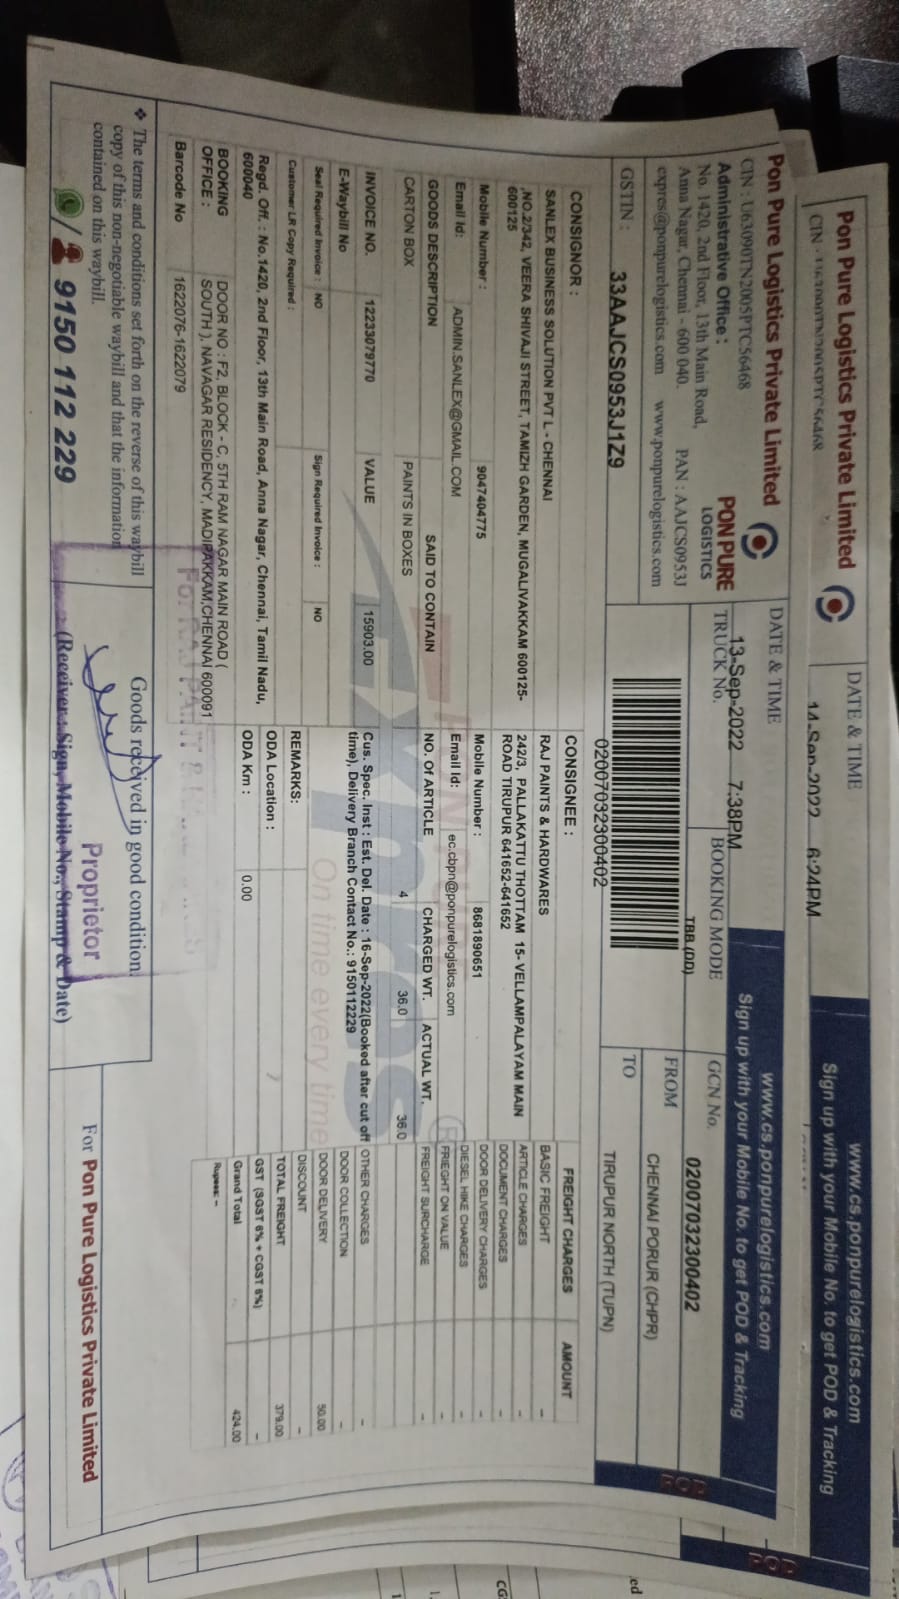 Pon Pure Logistics Private Limited
DATE & TIME
14-Sep-2022 6:24PM
www.cs.ponpurelogistics.com
Sign up with your Mobile No. to get POD & Tracking
POD
Pon Pure Logistics Private Limited
CIN : U63090TN2005PTC56468
Administrative Office :
No. 1420, 2nd Floor, 13th Main Road,
Anna Nagar, Chennai - 600 040. PAN : AAJCS0953J
expres@ponpurelogistics.com www.ponpurelogistics.com
PON PURE
LOGISTICS
GSTIN : 33AAJCS0953J1Z9
DATE & TIME
13-Sep-2022 7:38PM
TRUCK No.
BOOKING MODE
TBB (DD)
02007032300402
www.cs.ponpurelogistics.com
Sign up with your Mobile No. to get POD & Tracking
GCN No. 02007032300402
FROM CHENNAI PORUR (CHPR)
TO TIRUPUR NORTH (TUPN)
POD
CONSIGNOR :
SANLEX BUSINESS SOLUTION PVT L - CHENNAI
,NO.2/342, VEERA SHIVAJI STREET, TAMIZH GARDEN, MUGALIVAKKAM 600125-
600125
Mobile Number : 9047404775
Email Id: ADMIN.SANLEX@GMAIL.COM
CONSIGNEE :
RAJ PAINTS & HARDWARES
242/3, PALLAKATTU THOTTAM 15- VELLAMPALAYAM MAIN
ROAD TIRUPUR 641652-641652
Mobile Number : 8681890651
Email Id: ec.cbpn@ponpurelogistics.com
GOODS DESCRIPTION SAID TO CONTAIN NO. Of ARTICLE CHARGED WT. ACTUAL WT.
CARTON BOX PAINTS IN BOXES 4 36.0 36.0
INVOICE NO. 12233079770 VALUE 15903.00
E-Waybill No
Seal Required Invoice : NO Sign Required Invoice : NO
Customer LR Copy Required :
Cus. Spec. Inst : Est. Del. Date : 16-Sep-2022(Booked after cut off
time), Delivery Branch Contact No.: 9150112229
REMARKS:
ODA Location :
ODA Km : 0.00
Regd. Off. : No.1420, 2nd Floor, 13th Main Road, Anna Nagar, Chennai, Tamil Nadu,
600040
BOOKING OFFICE : DOOR NO : F2, BLOCK - C, 5TH RAM NAGAR MAIN ROAD (
SOUTH ), NAVAGAR RESIDENCY, MADIPAKKAM,CHENNAI 600091
Barcode No 1622076-1622079
FREIGHT CHARGES AMOUNT
BASIC FREIGHT -
ARTICLE CHARGES -
DOCUMENT CHARGES -
DOOR DELIVERY CHARGES -
DIESEL HIKE CHARGES -
FRIEGHT ON VALUE -
FREIGHT SURCHARGE -
OTHER CHARGES -
DOOR COLLECTION -
DOOR DELIVERY 50.00
DISCOUNT -
TOTAL FREIGHT 379.00
GST (SGST 6% + CGST 6%) -
Grand Total 424.00
Rupees: -
On time every time
❖ The terms and conditions set forth on the reverse of this waybill
copy of this non-negotiable waybill and that the information
contained on this waybill.
9150 112 229
Goods received in good condition.
Proprietor
(Receiver : Sign, Mobile No., Stamp & Date)
For Pon Pure Logistics Private Limited